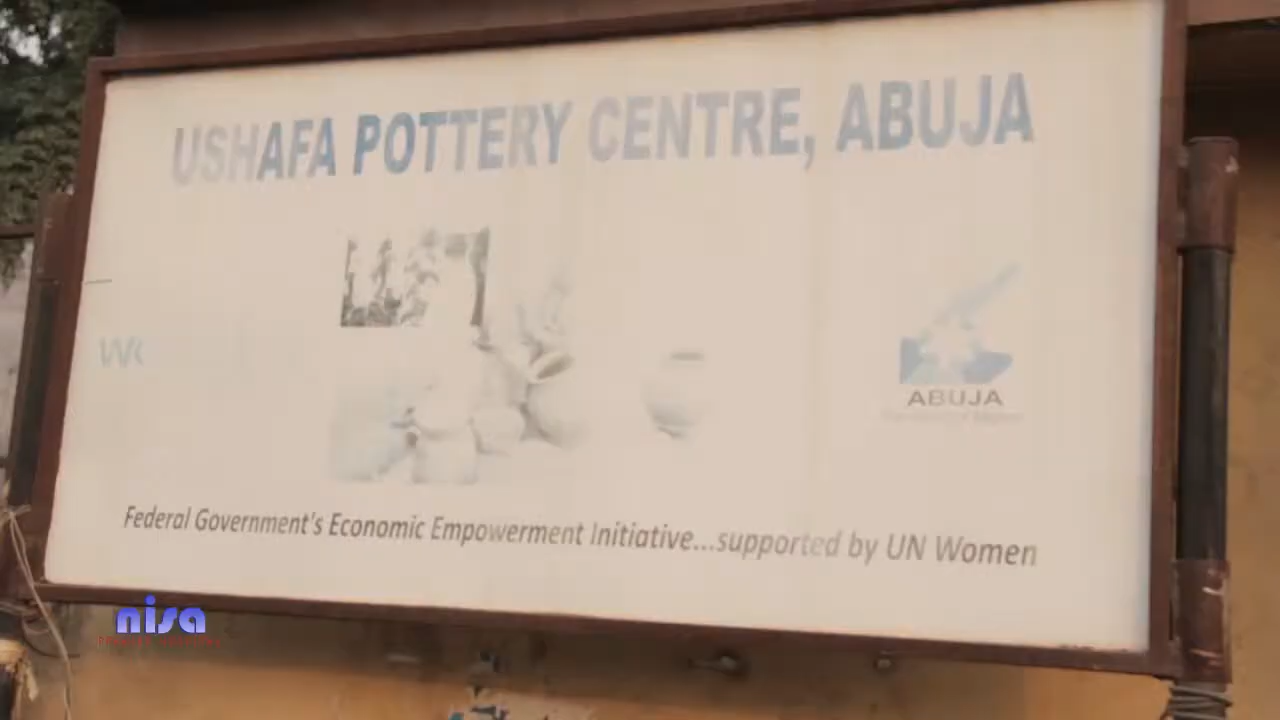 USHAFA POTTERY CENTRE, ABUJA
ABUJA
Federal Government's Economic Empowerment Initiative...supported by UN Women
nisa